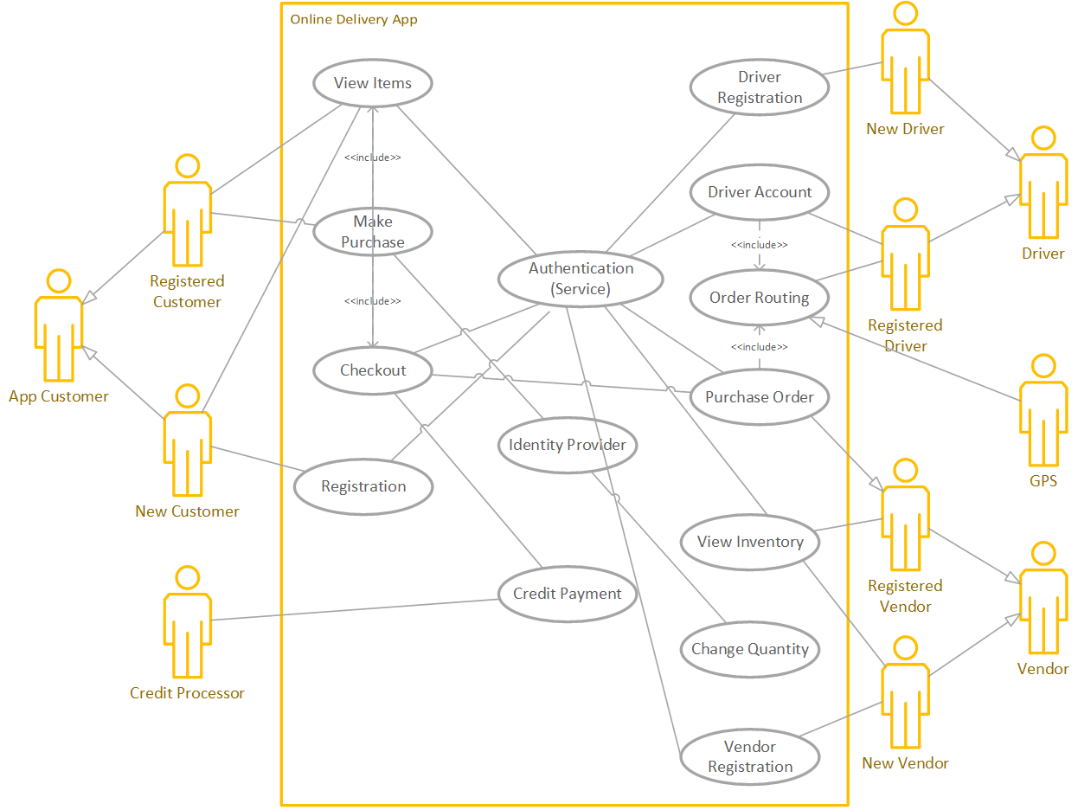 Online Delivery App
View Items
Driver
Registration
New Driver
<<include>>
Make
Purchase
Driver Account
<<include>>
Driver
Registered
Customer
Authentication
(Service)
Order Routing
Registered
Driver
<<include>>
<<include>>
App Customer
Checkout
Purchase Order
Identity Provider
GPS
Registration
New Customer
View Inventory
Registered
Vendor
Credit Payment
Change Quantity
Vendor
Credit Processor
Vendor
Registration
New Vendor